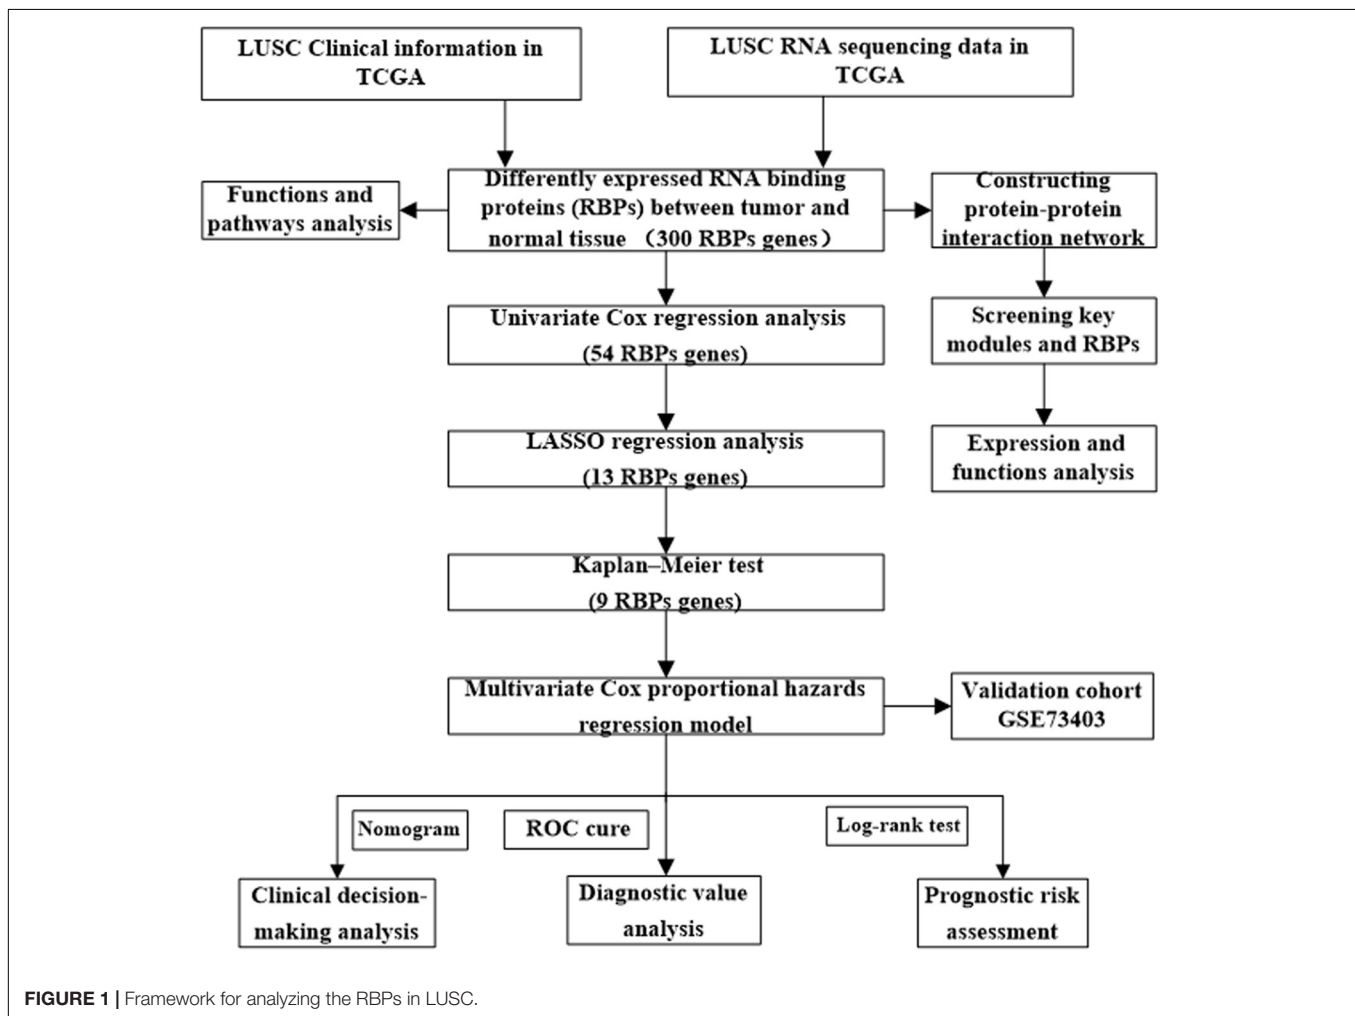 LUSC Clinical information in
TCGA
LUSC RNA sequencing data in
TCGA
Functions and
pathways analysis
Differently expressed RNA binding
proteins (RBPs) between tumor and
normal tissue （300 RBPs genes）
Constructing
protein-protein
interaction network
Univariate Cox regression analysis
(54 RBPs genes)
Screening key
modules and RBPs
LASSO regression analysis
(13 RBPs genes)
Expression and
functions analysis
Kaplan–Meier test
(9 RBPs genes)
Multivariate Cox proportional hazards
regression model
Validation cohort
GSE73403
Nomogram
ROC cure
Log-rank test
Clinical decision-
making analysis
Diagnostic value
analysis
Prognostic risk
assessment
FIGURE 1 | Framework for analyzing the RBPs in LUSC.